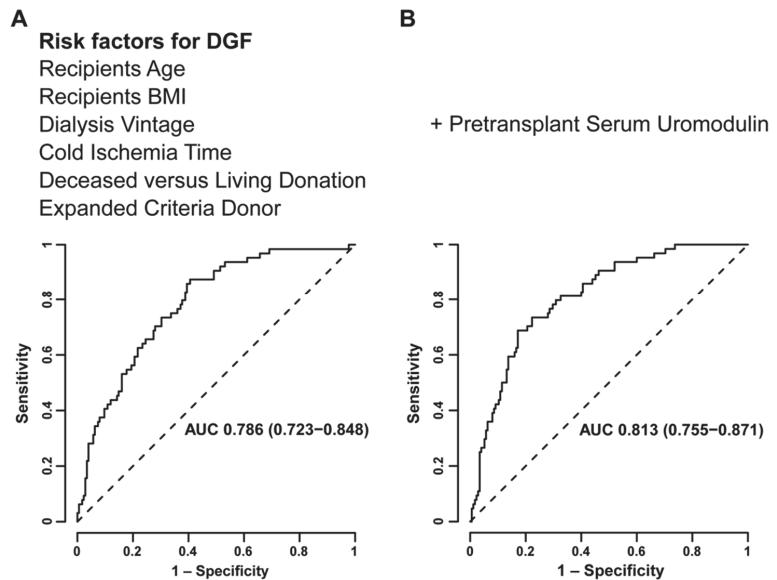 A
Risk factors for DGF
Recipients Age
Recipients BMI
Dialysis Vintage
Cold Ischemia Time
Deceased versus Living Donation
Expanded Criteria Donor
Sensitivity
1
0.8
0.6
0.4
0.2
0
AUC 0.786 (0.723−0.848)
0
0.2
0.4
0.6
0.8
1
1 – Specificity
B
+ Pretransplant Serum Uromodulin
Sensitivity
1
0.8
0.6
0.4
0.2
0
AUC 0.813 (0.755−0.871)
0
0.2
0.4
0.6
0.8
1
1 – Specificity